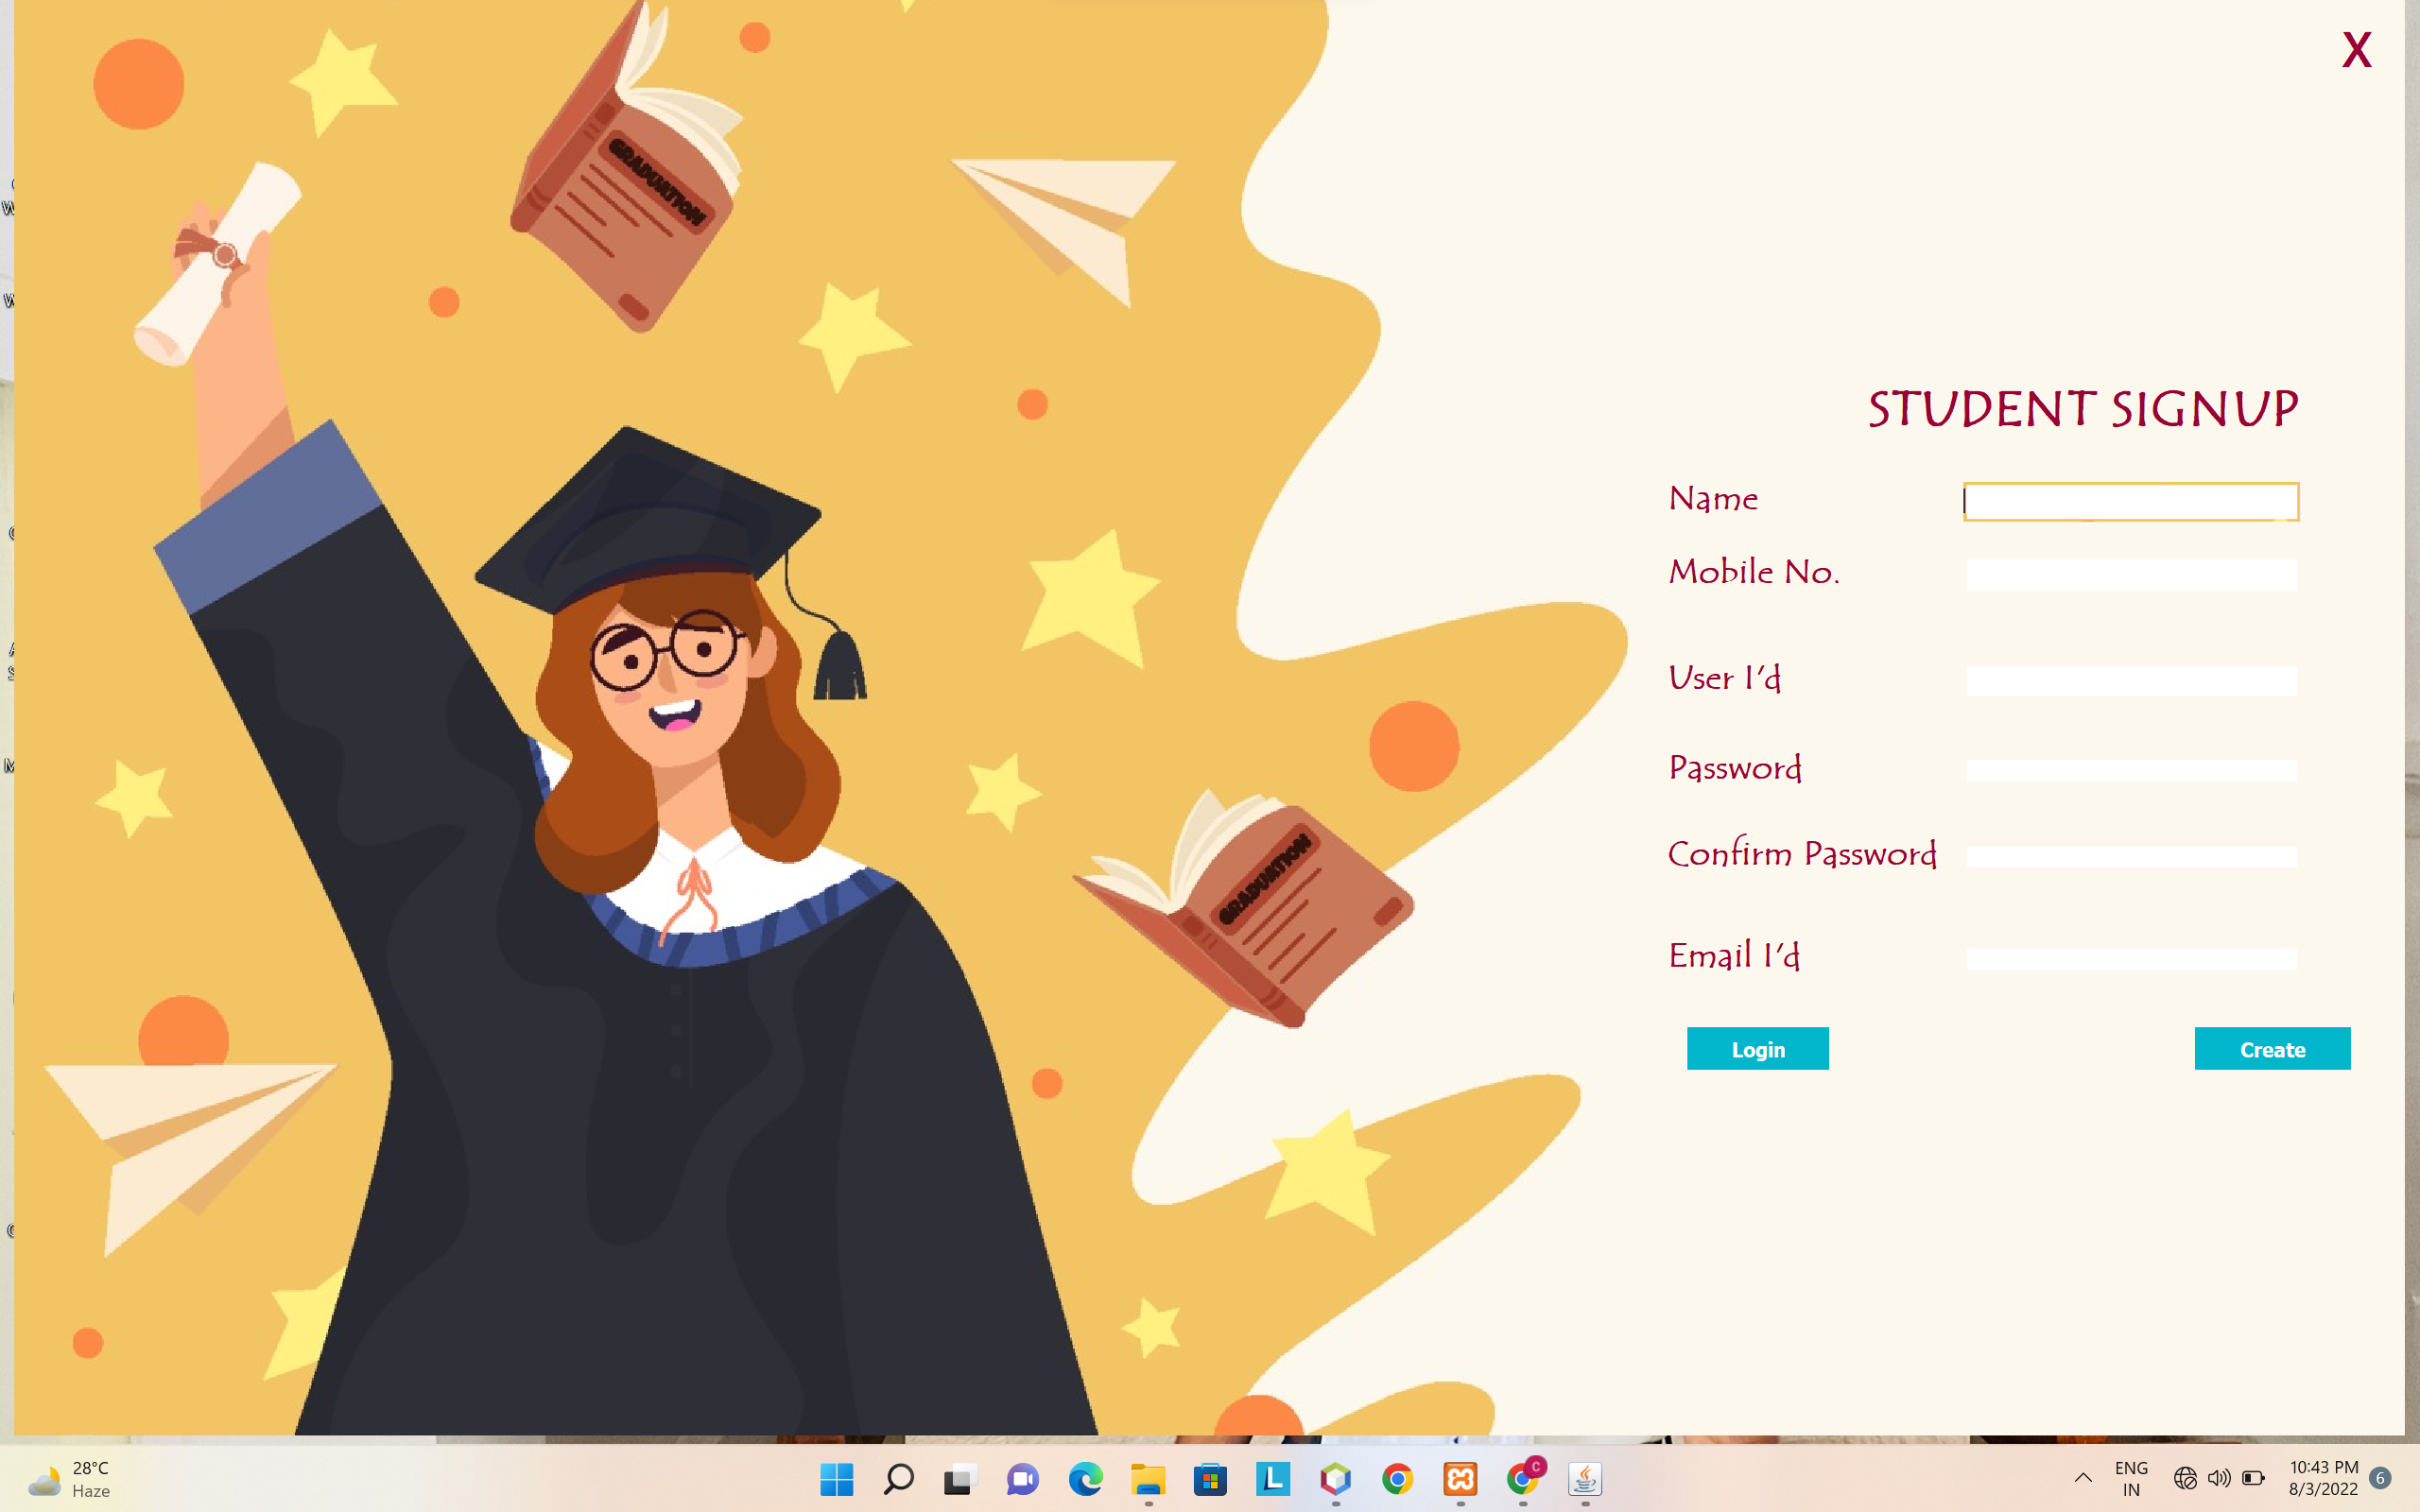 X
GRADUATION
STUDENT SIGNUP
Name
Mobile No.
User I'd
Password
GRADUATION
Confirm Password
Email I'd
Login
Create
28°C
Haze
L
C
ENG
IN
10:43 PM
8/3/2022
6